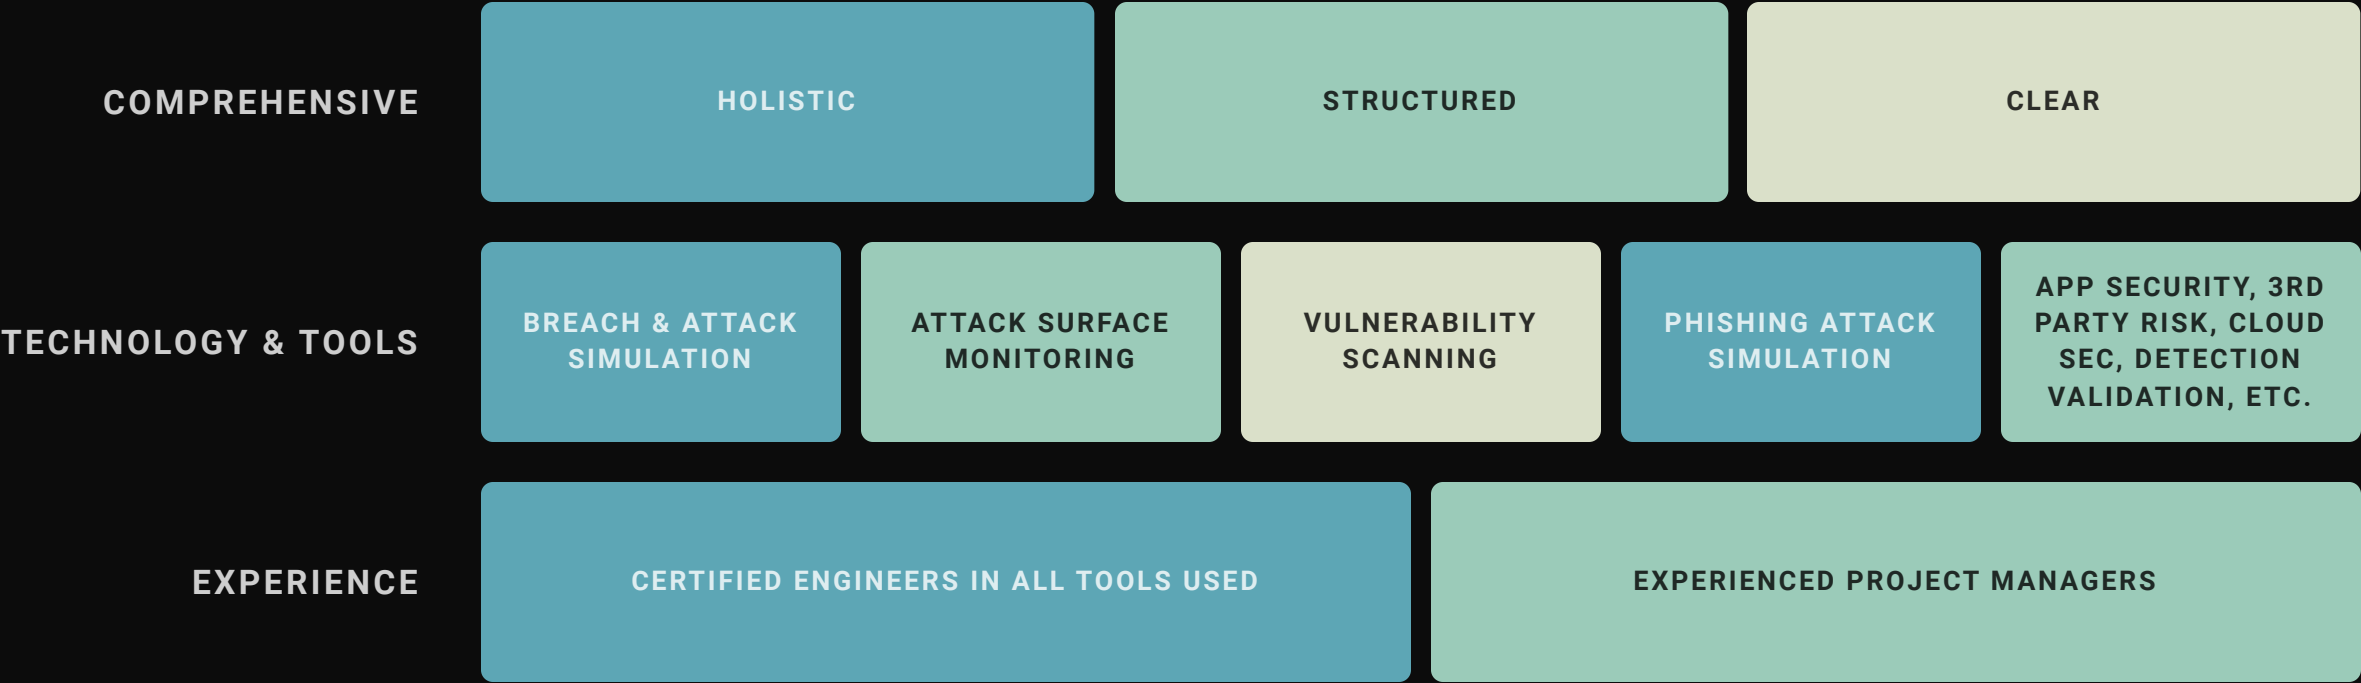 COMPREHENSIVE
HOLISTIC
STRUCTURED
CLEAR
TECHNOLOGY & TOOLS
BREACH & ATTACK
SIMULATION
ATTACK SURFACE
MONITORING
VULNERABILITY
SCANNING
PHISHING ATTACK
SIMULATION
APP SECURITY, 3RD
PARTY RISK, CLOUD
SEC, DETECTION
VALIDATION, ETC.
EXPERIENCE
CERTIFIED ENGINEERS IN ALL TOOLS USED
EXPERIENCED PROJECT MANAGERS